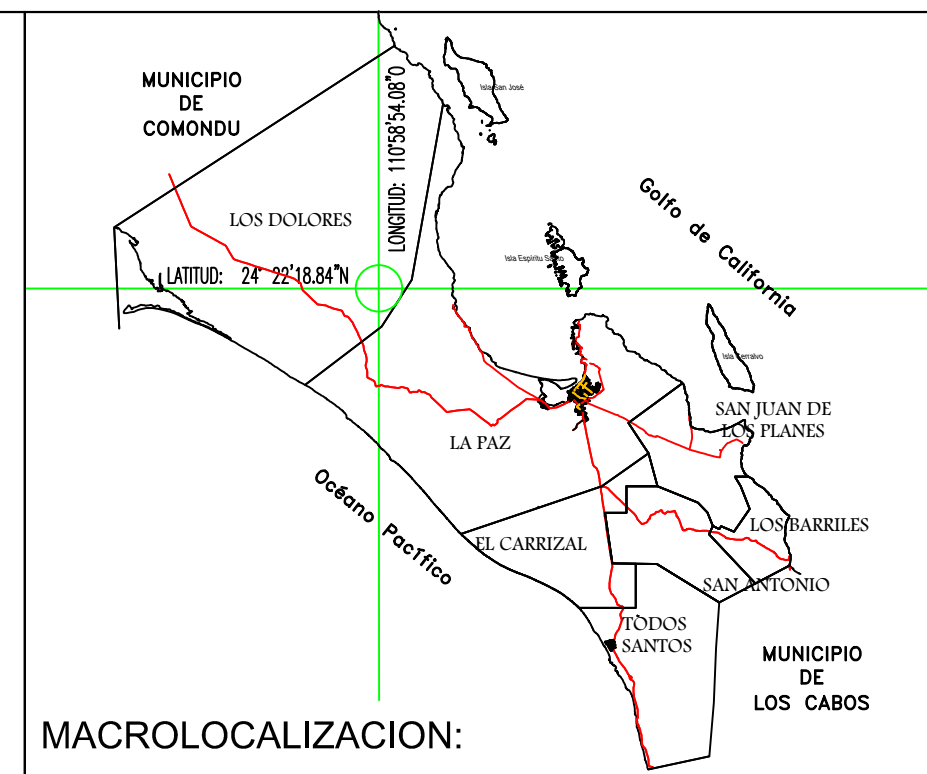 MUNICIPIO
DE
COMONDU
Isla San José
LONGITUD: 110°58'54.08"O
Golfo de California
LOS DOLORES
Isla Espíritu Santo
LATITUD: 24° 22'18.84"N
Isla Cerralvo
SAN JUAN DE
LOS PLANES
LA PAZ
Océano Pacífico
LOS BARRILES
EL CARRIZAL
SAN ANTONIO
TODOS
SANTOS
MUNICIPIO
DE
LOS CABOS
MACROLOCALIZACION: